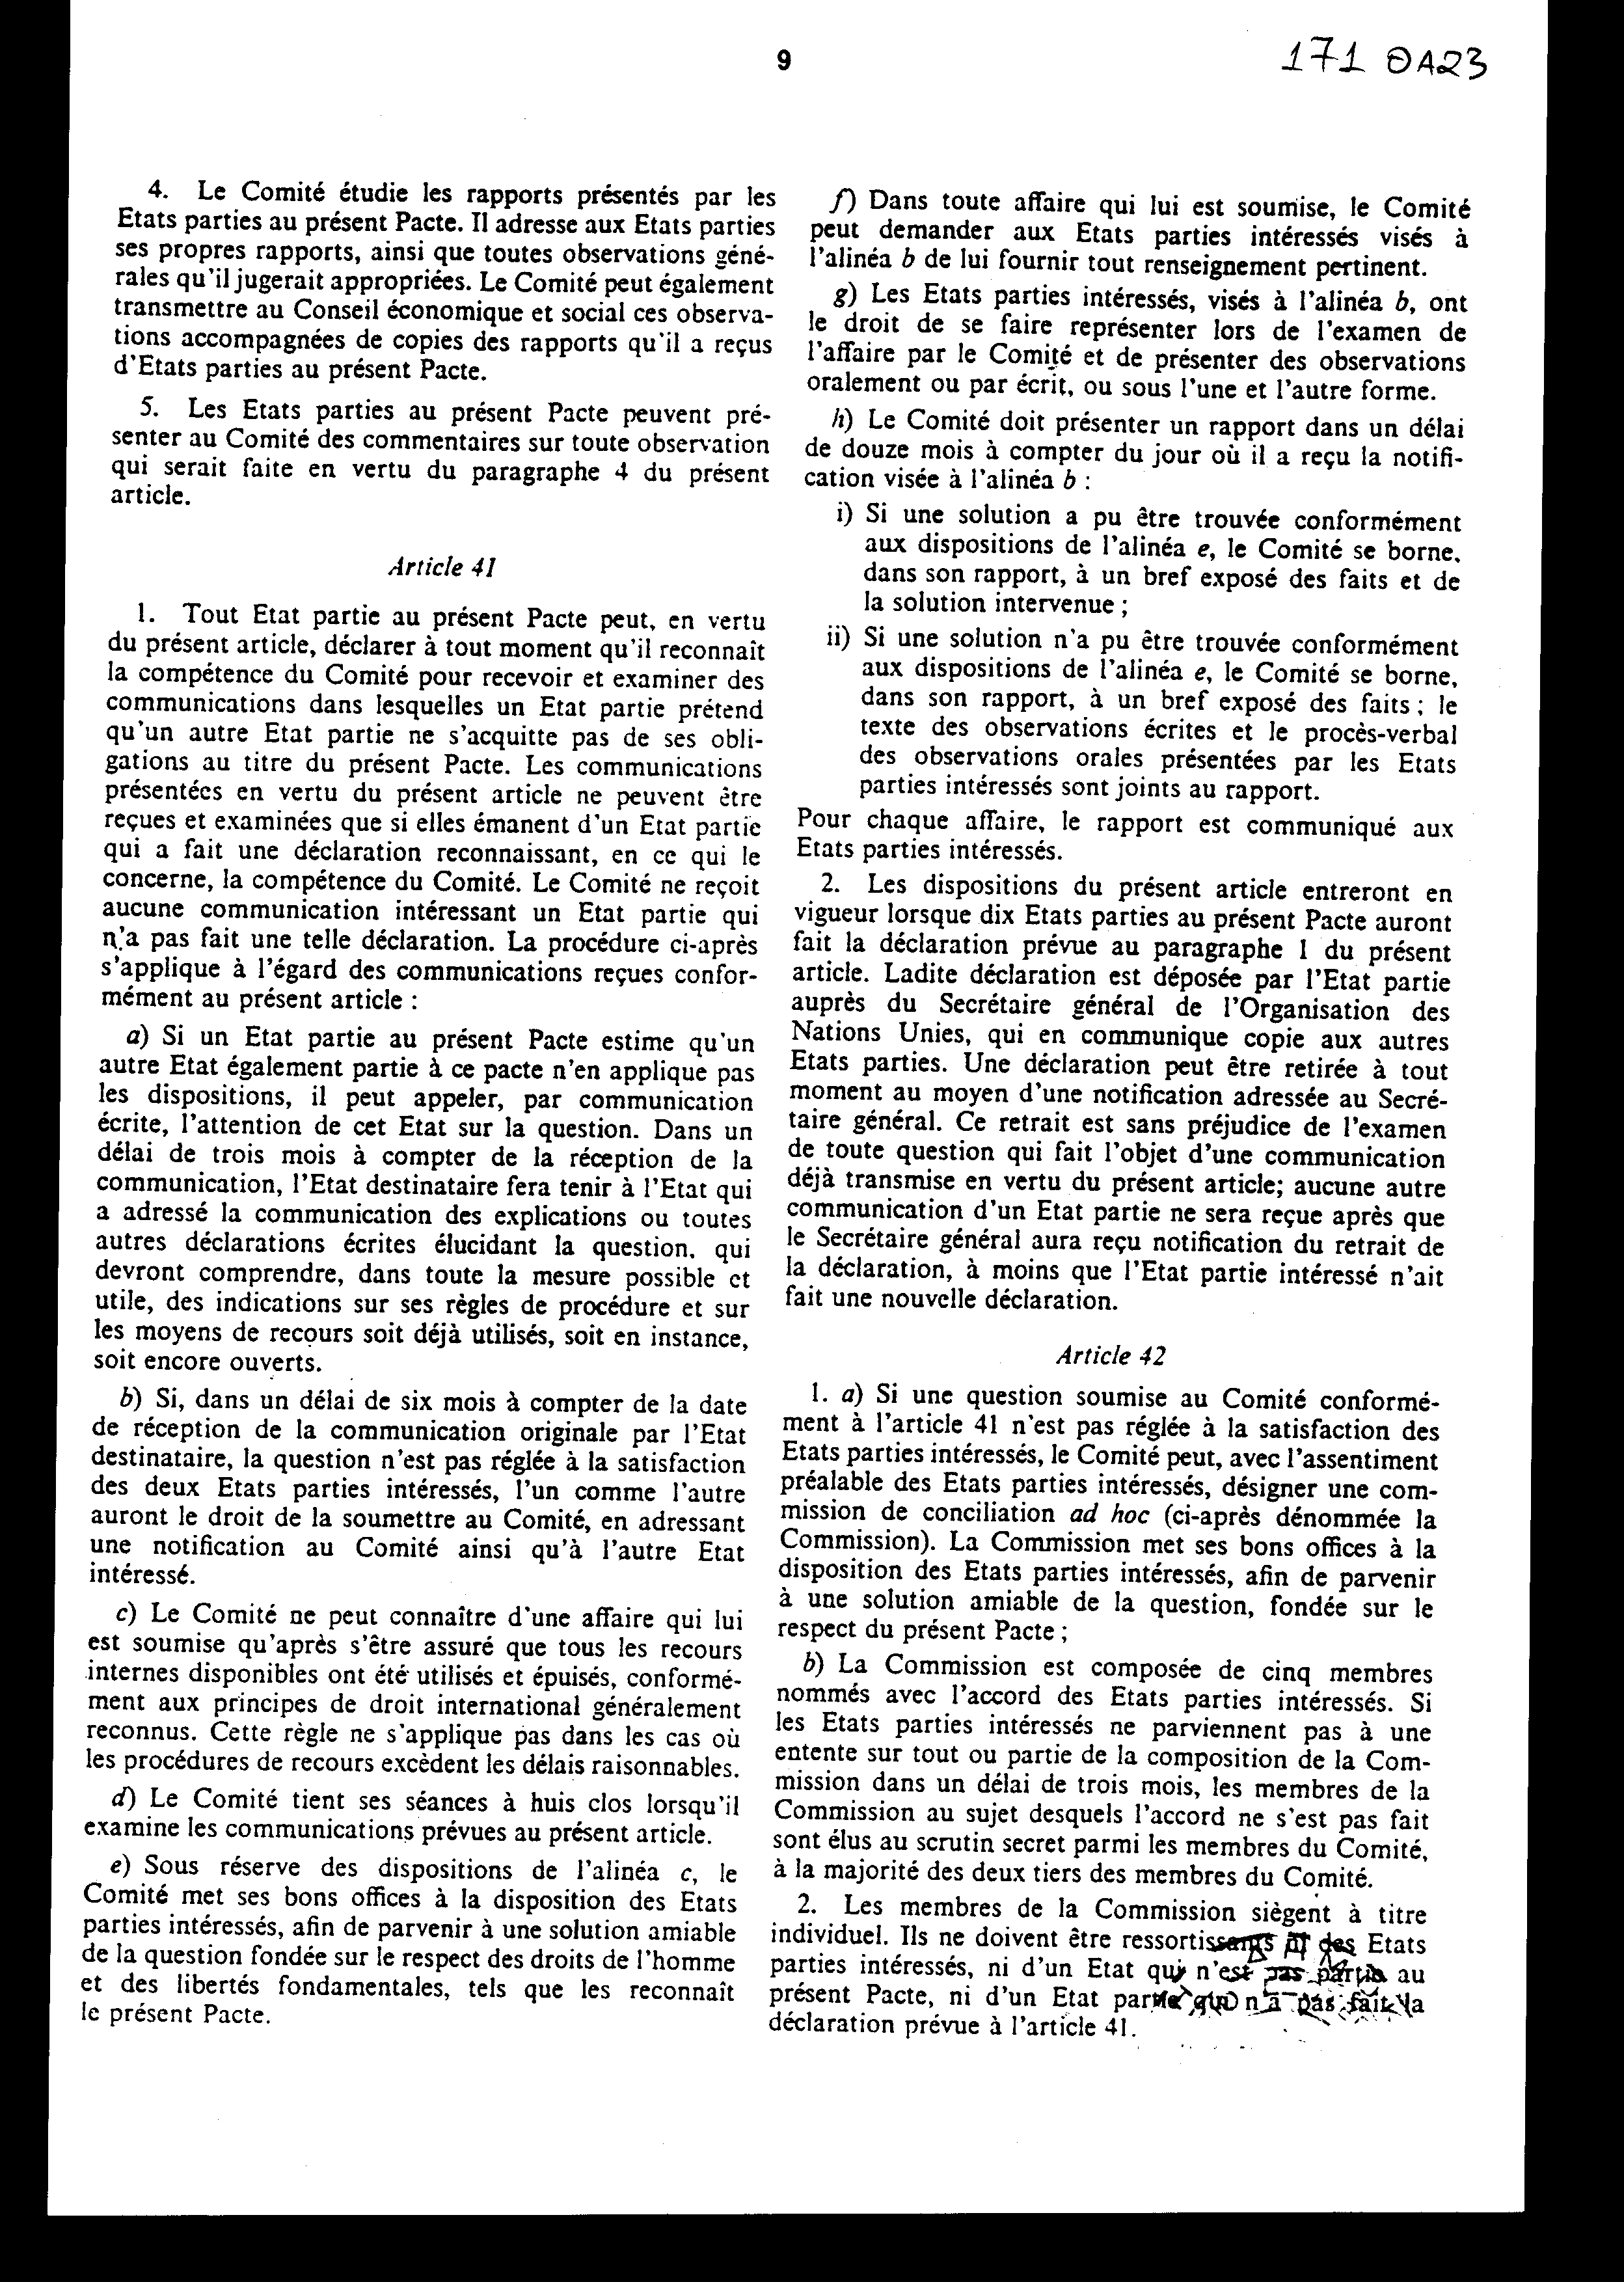 9
171 ΘA23
4. Le Comité étudie les rapports présentés par les
Etats parties au présent Pacte. Il adresse aux Etats parties
ses propres rapports, ainsi que toutes observations géné-
rales qu'il jugerait appropriées. Le Comité peut également
transmettre au Conseil économique et social ces observa-
tions accompagnées de copies des rapports qu'il a reçus
d'Etats parties au présent Pacte.
5. Les Etats parties au présent Pacte peuvent pré-
senter au Comité des commentaires sur toute observation
qui serait faite en vertu du paragraphe 4 du présent
article.
Article 41
1. Tout Etat partie au présent Pacte peut, en vertu
du présent article, déclarer à tout moment qu'il reconnaît
la compétence du Comité pour recevoir et examiner des
communications dans lesquelles un Etat partie prétend
qu'un autre Etat partie ne s'acquitte pas de ses obli-
gations au titre du présent Pacte. Les communications
présentées en vertu du présent article ne peuvent être
reçues et examinées que si elles émanent d'un Etat partie
qui a fait une déclaration reconnaissant, en ce qui le
concerne, la compétence du Comité. Le Comité ne reçoit
aucune communication intéressant un Etat partie qui
n'a pas fait une telle déclaration. La procédure ci-après
s'applique à l'égard des communications reçues confor-
mément au présent article :
a) Si un Etat partie au présent Pacte estime qu'un
autre Etat également partie à ce pacte n'en applique pas
les dispositions, il peut appeler, par communication
écrite, l'attention de cet Etat sur la question. Dans un
délai de trois mois à compter de la réception de la
communication, l'Etat destinataire fera tenir à l'Etat qui
a adressé la communication des explications ou toutes
autres déclarations écrites élucidant la question, qui
devront comprendre, dans toute la mesure possible et
utile, des indications sur ses règles de procédure et sur
les moyens de recours soit déjà utilisés, soit en instance,
soit encore ouverts.
b) Si, dans un délai de six mois à compter de la date
de réception de la communication originale par l'Etat
destinataire, la question n'est pas réglée à la satisfaction
des deux Etats parties intéressés, l'un comme l'autre
auront le droit de la soumettre au Comité, en adressant
une notification au Comité ainsi qu'à l'autre Etat
intéressé.
c) Le Comité ne peut connaître d'une affaire qui lui
est soumise qu'après s'être assuré que tous les recours
internes disponibles ont été utilisés et épuisés, conformé-
ment aux principes de droit international généralement
reconnus. Cette règle ne s'applique pas dans les cas où
les procédures de recours excèdent les délais raisonnables.
d) Le Comité tient ses séances à huis clos lorsqu'il
examine les communications prévues au présent article.
e) Sous réserve des dispositions de l'alinéa c, le
Comité met ses bons offices à la disposition des Etats
parties intéressés, afin de parvenir à une solution amiable
de la question fondée sur le respect des droits de l'homme
et des libertés fondamentales, tels que les reconnaît
le présent Pacte.
f) Dans toute affaire qui lui est soumise, le Comité
peut demander aux Etats parties intéressés visés à
l'alinéa b de lui fournir tout renseignement pertinent.
g) Les Etats parties intéressés, visés à l'alinéa b, ont
le droit de se faire représenter lors de l'examen de
l'affaire par le Comité et de présenter des observations
oralement ou par écrit, ou sous l'une et l'autre forme.
h) Le Comité doit présenter un rapport dans un délai
de douze mois à compter du jour où il a reçu la notifi-
cation visée à l'alinéa b :
i) Si une solution a pu être trouvée conformément
aux dispositions de l'alinéa e, le Comité se borne,
dans son rapport, à un bref exposé des faits et de
la solution intervenue ;
ii) Si une solution n'a pu être trouvée conformément
aux dispositions de l'alinéa e, le Comité se borne,
dans son rapport, à un bref exposé des faits ; le
texte des observations écrites et le procès-verbal
des observations orales présentées par les Etats
parties intéressés sont joints au rapport.
Pour chaque affaire, le rapport est communiqué aux
Etats parties intéressés.
2. Les dispositions du présent article entreront en
vigueur lorsque dix Etats parties au présent Pacte auront
fait la déclaration prévue au paragraphe 1 du présent
article. Ladite déclaration est déposée par l'Etat partie
auprès du Secrétaire général de l'Organisation des
Nations Unies, qui en communique copie aux autres
Etats parties. Une déclaration peut être retirée à tout
moment au moyen d'une notification adressée au Secré-
taire général. Ce retrait est sans préjudice de l'examen
de toute question qui fait l'objet d'une communication
déjà transmise en vertu du présent article; aucune autre
communication d'un Etat partie ne sera reçue après que
le Secrétaire général aura reçu notification du retrait de
la déclaration, à moins que l'Etat partie intéressé n'ait
fait une nouvelle déclaration.
Article 42
1. a) Si une question soumise au Comité conformé-
ment à l'article 41 n'est pas réglée à la satisfaction des
Etats parties intéressés, le Comité peut, avec l'assentiment
préalable des Etats parties intéressés, désigner une com-
mission de conciliation ad hoc (ci-après dénommée la
Commission). La Commission met ses bons offices à la
disposition des Etats parties intéressés, afin de parvenir
à une solution amiable de la question, fondée sur le
respect du présent Pacte ;
b) La Commission est composée de cinq membres
nommés avec l'accord des Etats parties intéressés. Si
les Etats parties intéressés ne parviennent pas à une
entente sur tout ou partie de la composition de la Com-
mission dans un délai de trois mois, les membres de la
Commission au sujet desquels l'accord ne s'est pas fait
sont élus au scrutin secret parmi les membres du Comité,
à la majorité des deux tiers des membres du Comité.
2. Les membres de la Commission siègent à titre
individuel. Ils ne doivent être ressortissants des Etats
parties intéressés, ni d'un Etat qui n'est pas partie au
présent Pacte, ni d'un Etat partie qui n'a pas fait la
déclaration prévue à l'article 41.